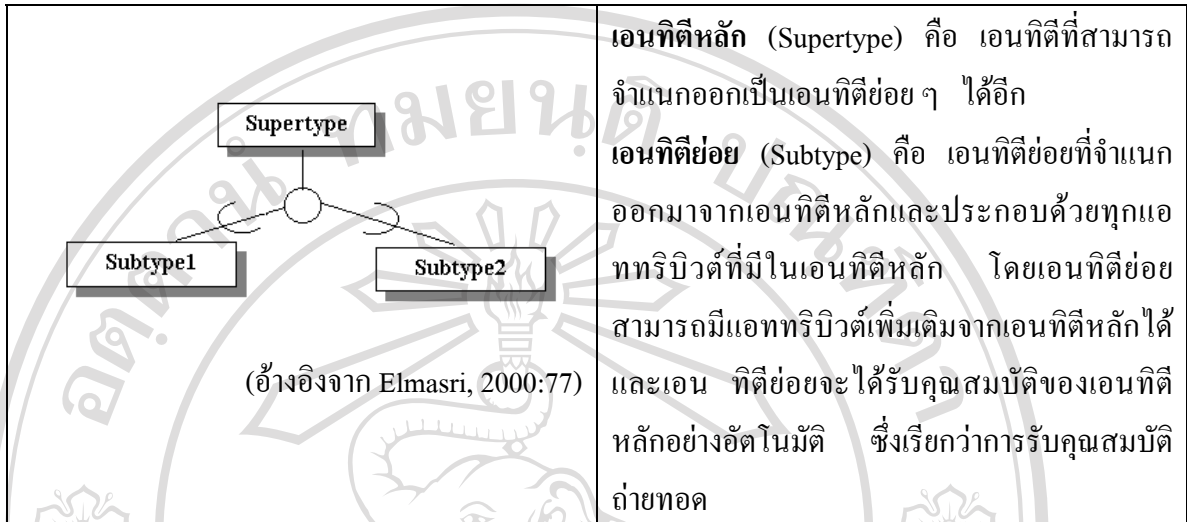 Supertype
Subtype1
Subtype2
(อ้างอิงจาก Elmasri, 2000:77)
เอนทิตีหลัก (Supertype) คือ เอนทิตีที่สามารถ
จำแนกออกเป็นเอนทิตีย่อย ๆ ได้อีก
เอนทิตีย่อย (Subtype) คือ เอนทิตีย่อยที่จำแนก
ออกมาจากเอนทิตีหลักและประกอบด้วยทุกแอ
ททริบิวต์ที่มีในเอนทิตีหลัก โดยเอนทิตีย่อย
สามารถมีแอททริบิวต์เพิ่มเติมจากเอนทิตีหลักได้
และเอน ทิตีย่อยจะได้รับคุณสมบัติของเอนทิตี
หลักอย่างอัตโนมัติ ซึ่งเรียกว่าการรับคุณสมบัติ
ถ่ายทอด